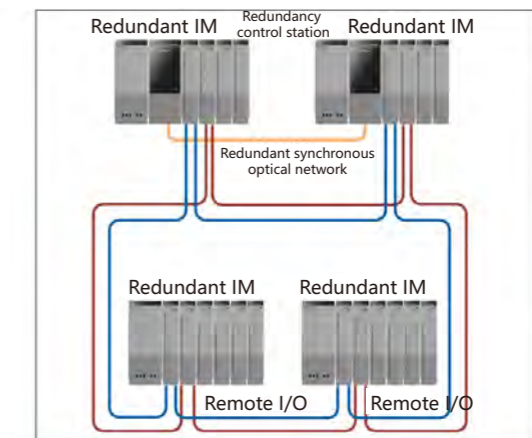 Redundant IM
Redundancy
control station
Redundant IM
Redundant synchronous
optical network
Redundant IM
Redundant IM
Remote I/O
Remote I/O